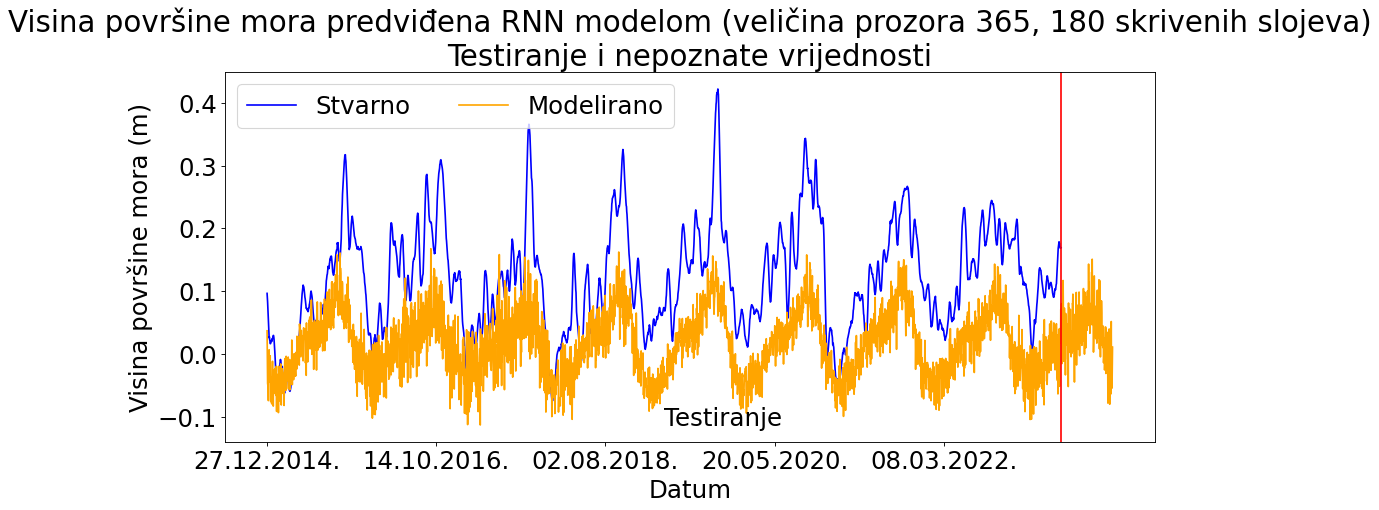 Visina površine mora predviđena RNN modelom (veličina prozora 365, 180 skrivenih slojeva)
Testiranje i nepoznate vrijednosti
Stvarno Modelirano
Visina površine mora (m)
0.4
0.3
0.2
0.1
0.0
−0.1
Testiranje
27.12.2014. 14.10.2016. 02.08.2018. 20.05.2020. 08.03.2022.
Datum